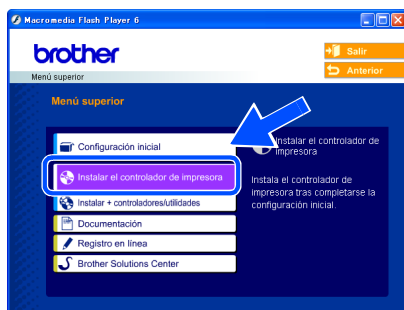 Macromedia Flash Player 6
brother
Salir
Anterior
Menú superior
Menú superior
Configuración inicial
Instalar el controlador de impresora
Instalar + controladores/utilidades
Documentación
Registro en línea
Brother Solutions Center
Instalar el controlador de
impresora
Instala el controlador de
impresora tras completarse la
configuración inicial.